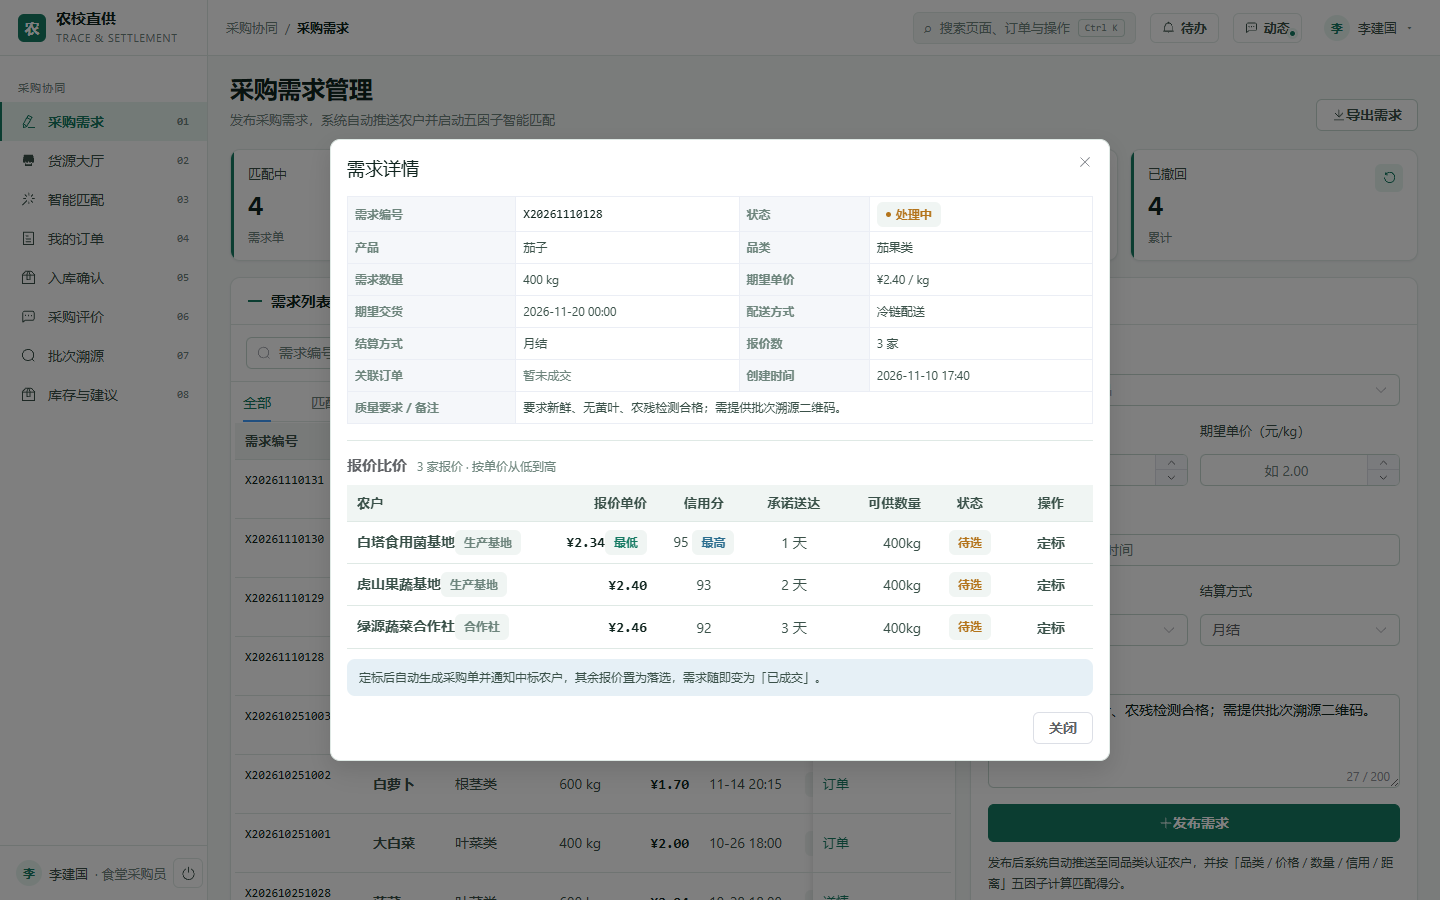 农 农校直供
TRACE & SETTLEMENT
采购协同 / 采购需求
搜索页面、订单与操作 Ctrl K
待办
动态
李 李建国
采购协同
采购需求 01
货源大厅 02
智能匹配 03
我的订单 04
入库确认 05
采购评价 06
批次溯源 07
库存与建议 08
李 李建国 · 食堂采购员
采购需求管理
发布采购需求，系统自动推送农户并启动五因子智能匹配
导出需求
匹配中
4
需求单
已撤回
4
累计
需求列表
需求编号
全部
需求编号
X20261110131
X20261110130
X20261110129
X20261110128
X202610251003
X202610251002 白萝卜 根茎类 600 kg ¥1.70 11-14 20:15 订单
X202610251001 大白菜 叶菜类 400 kg ¥2.00 10-26 18:00 订单
X202610251028
需求详情
需求编号 X20261110128 状态 处理中
产品 茄子 品类 茄果类
需求数量 400 kg 期望单价 ¥2.40 / kg
期望交货 2026-11-20 00:00 配送方式 冷链配送
结算方式 月结 报价数 3 家
关联订单 暂未成交 创建时间 2026-11-10 17:40
质量要求 / 备注 要求新鲜、无黄叶、农残检测合格；需提供批次溯源二维码。
报价比价 3 家报价 · 按单价从低到高
农户 报价单价 信用分 承诺送达 可供数量 状态 操作
白塔食用菌基地 生产基地 ¥2.34 最低 95 最高 1 天 400kg 待选 定标
虎山果蔬基地 生产基地 ¥2.40 93 2 天 400kg 待选 定标
绿源蔬菜合作社 合作社 ¥2.46 92 3 天 400kg 待选 定标
定标后自动生成采购单并通知中标农户，其余报价置为落选，需求随即变为「已成交」。
关闭
期望单价（元/kg）
如 2.00
时间
结算方式
月结
、农残检测合格；需提供批次溯源二维码。
27 / 200
发布需求
发布后系统自动推送至同品类认证农户，并按「品类 / 价格 / 数量 / 信用 / 距
离」五因子计算匹配得分。